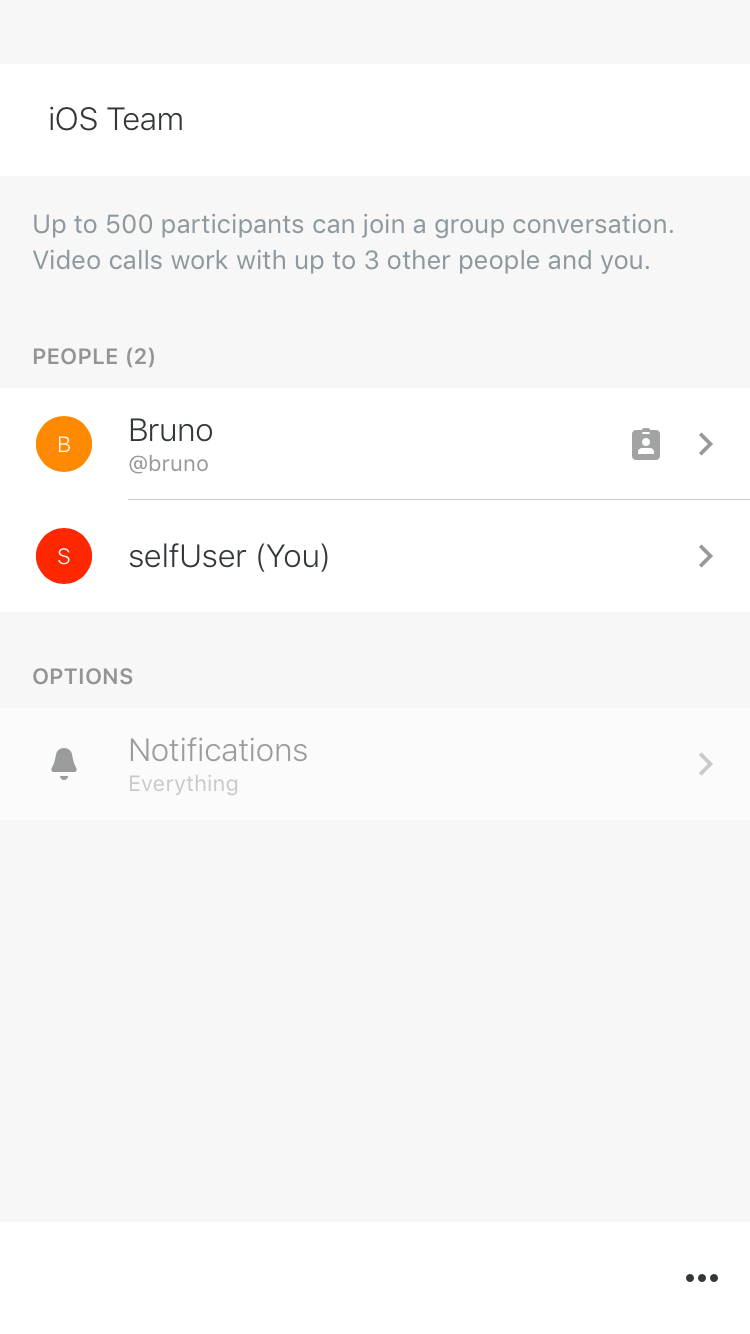 iOS Team
Up to 500 participants can join a group conversation.
Video calls work with up to 3 other people and you.
PEOPLE (2)
B
Bruno
@bruno
S
selfUser (You)
OPTIONS
Notifications
Everything